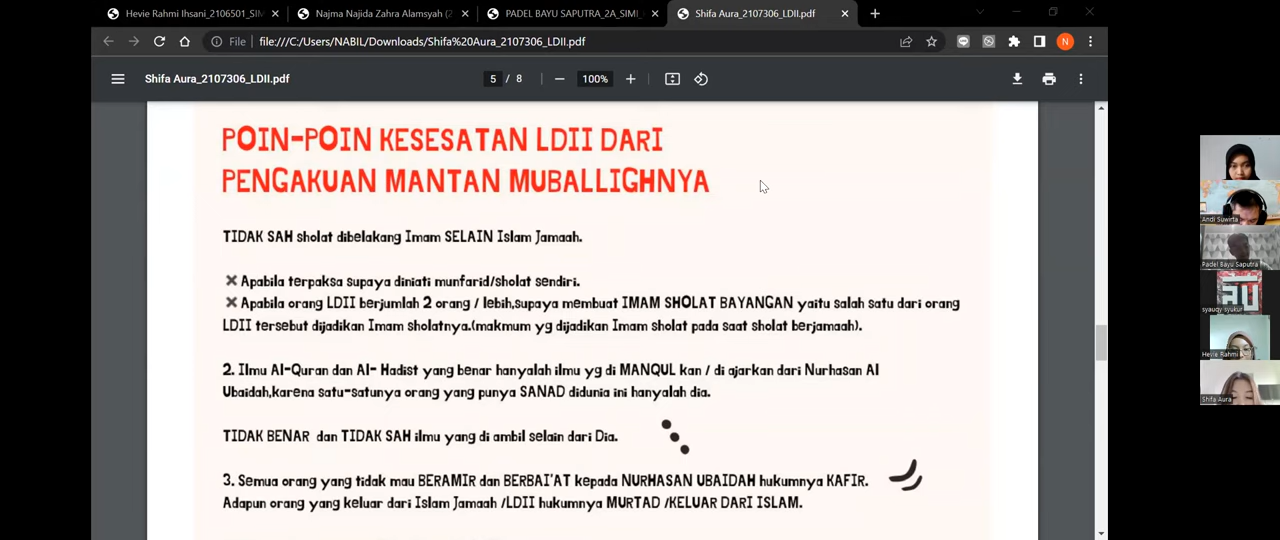 Hevie Rahmi Ihsani_2106501_SIM
Najma Najida Zahra Alamsyah (2
PADEL BAYU SAPUTRA_2A_SIMI_
Shifa Aura_2107306_LDII.pdf
File
file:///C:/Users/NABIL/Downloads/Shifa%20Aura_2107306_LDII.pdf
N
Shifa Aura_2107306_LDII.pdf
5 / 8
100%
POIN-POIN KESESATAN LDII DARI
PENGAKUAN MANTAN MUBALLIGHNYA
TIDAK SAH sholat dibelakang Imam SELAIN Islam Jamaah.
❌ Apabila terpaksa supaya diniati munfarid/sholat sendiri.
❌ Apabila orang LDII berjumlah 2 orang / lebih,supaya membuat IMAM SHOLAT BAYANGAN yaitu salah satu dari orang
LDII tersebut dijadikan Imam sholatnya.(makmum yg dijadikan Imam sholat pada saat sholat berjamaah).
2. Ilmu Al-Quran dan Al- Hadist yang benar hanyalah ilmu yg di MANQUL kan / di ajarkan dari Nurhasan Al
Ubaidah,karena satu-satunya orang yang punya SANAD didunia ini hanyalah dia.
TIDAK BENAR dan TIDAK SAH ilmu yang di ambil selain dari Dia.
3. Semua orang yang tidak mau BERAMIR dan BERBAI'AT kepada NURHASAN UBAIDAH hukumnya KAFIR.
Adapun orang yang keluar dari Islam Jamaah /LDII hukumnya MURTAD /KELUAR DARI ISLAM.
Andi Suwirta
Padel Bayu Saputra
syauqy syukur
Hevie Rahmi
Shifa Aura